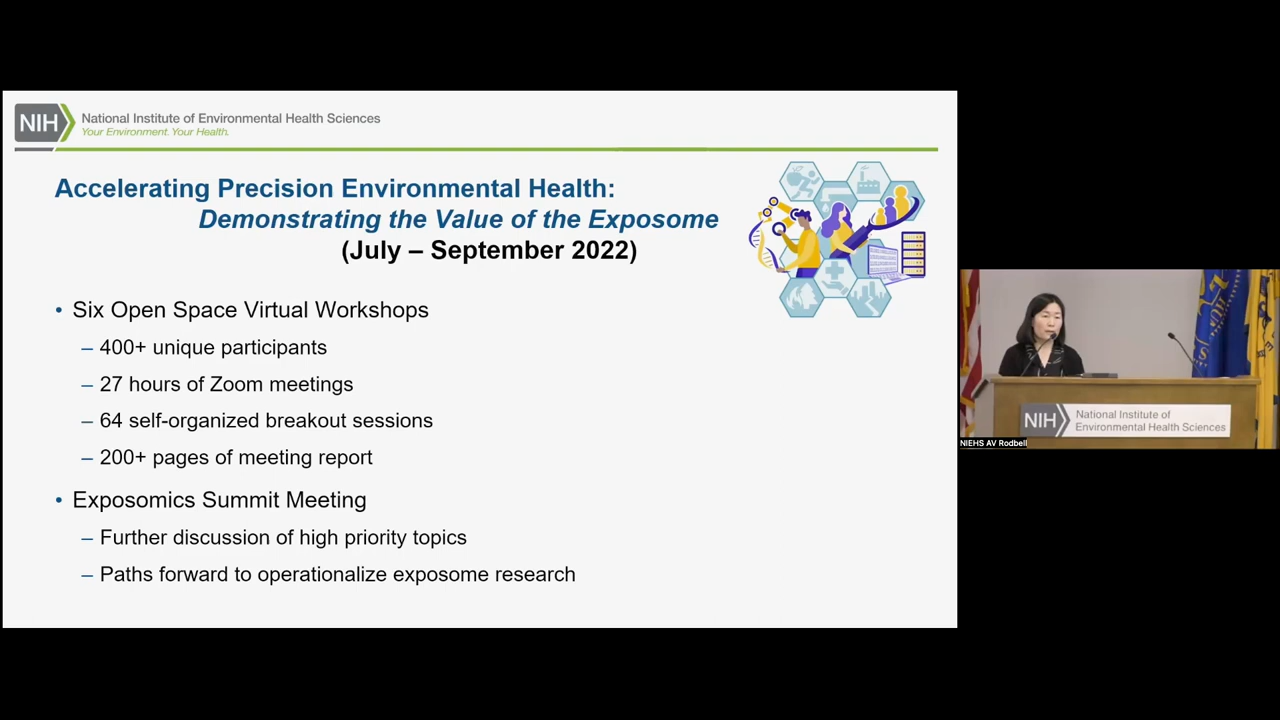 NIH
National Institute of Environmental Health Sciences
Your Environment. Your Health.
Accelerating Precision Environmental Health:
Demonstrating the Value of the Exposome
(July – September 2022)
• Six Open Space Virtual Workshops
– 400+ unique participants
– 27 hours of Zoom meetings
– 64 self-organized breakout sessions
– 200+ pages of meeting report
• Exposomics Summit Meeting
– Further discussion of high priority topics
– Paths forward to operationalize exposome research
NIH
National Institute of
Environmental Health Sciences
NIEHS AV Rodbell